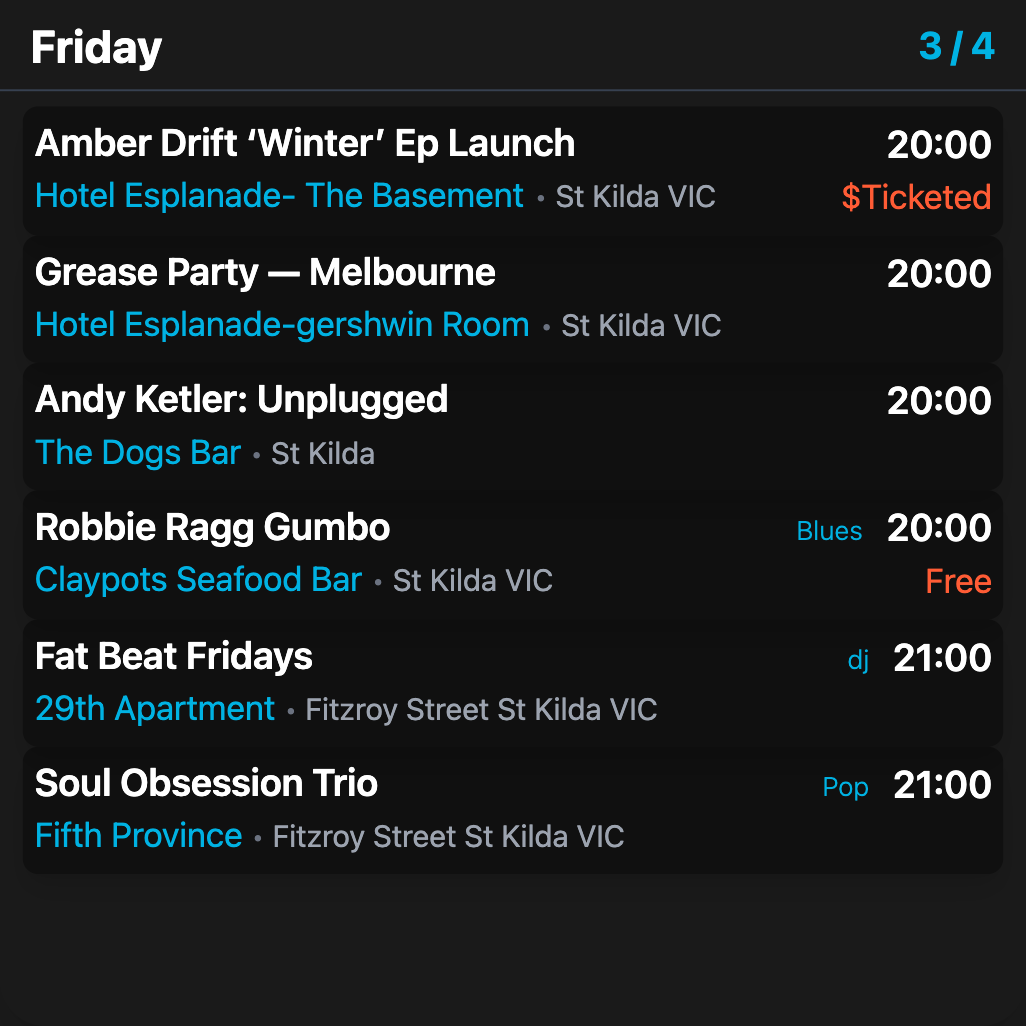 Friday 3 / 4
Amber Drift ‘Winter’ Ep Launch 20:00
Hotel Esplanade- The Basement • St Kilda VIC $Ticketed
Grease Party — Melbourne 20:00
Hotel Esplanade-gershwin Room • St Kilda VIC
Andy Ketler: Unplugged 20:00
The Dogs Bar • St Kilda
Robbie Ragg Gumbo Blues 20:00
Claypots Seafood Bar • St Kilda VIC Free
Fat Beat Fridays dj 21:00
29th Apartment • Fitzroy Street St Kilda VIC
Soul Obsession Trio Pop 21:00
Fifth Province • Fitzroy Street St Kilda VIC